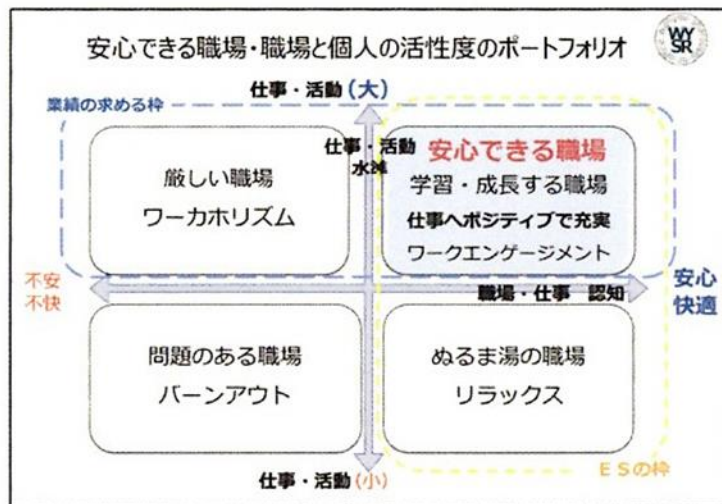 安心できる職場・職場と個人の活性度のポートフォリオ
WY
SR
仕事・活動(大)
業績の求める枠
仕事・活動
水準
厳しい職場
ワーカホリズム
安心できる職場
学習・成長する職場
仕事へポジティブで充実
ワークエンゲージメント
不安
不快
職場・仕事 認知
安心
快適
問題のある職場
バーンアウト
ぬるま湯の職場
リラックス
仕事・活動(小)
ESの枠